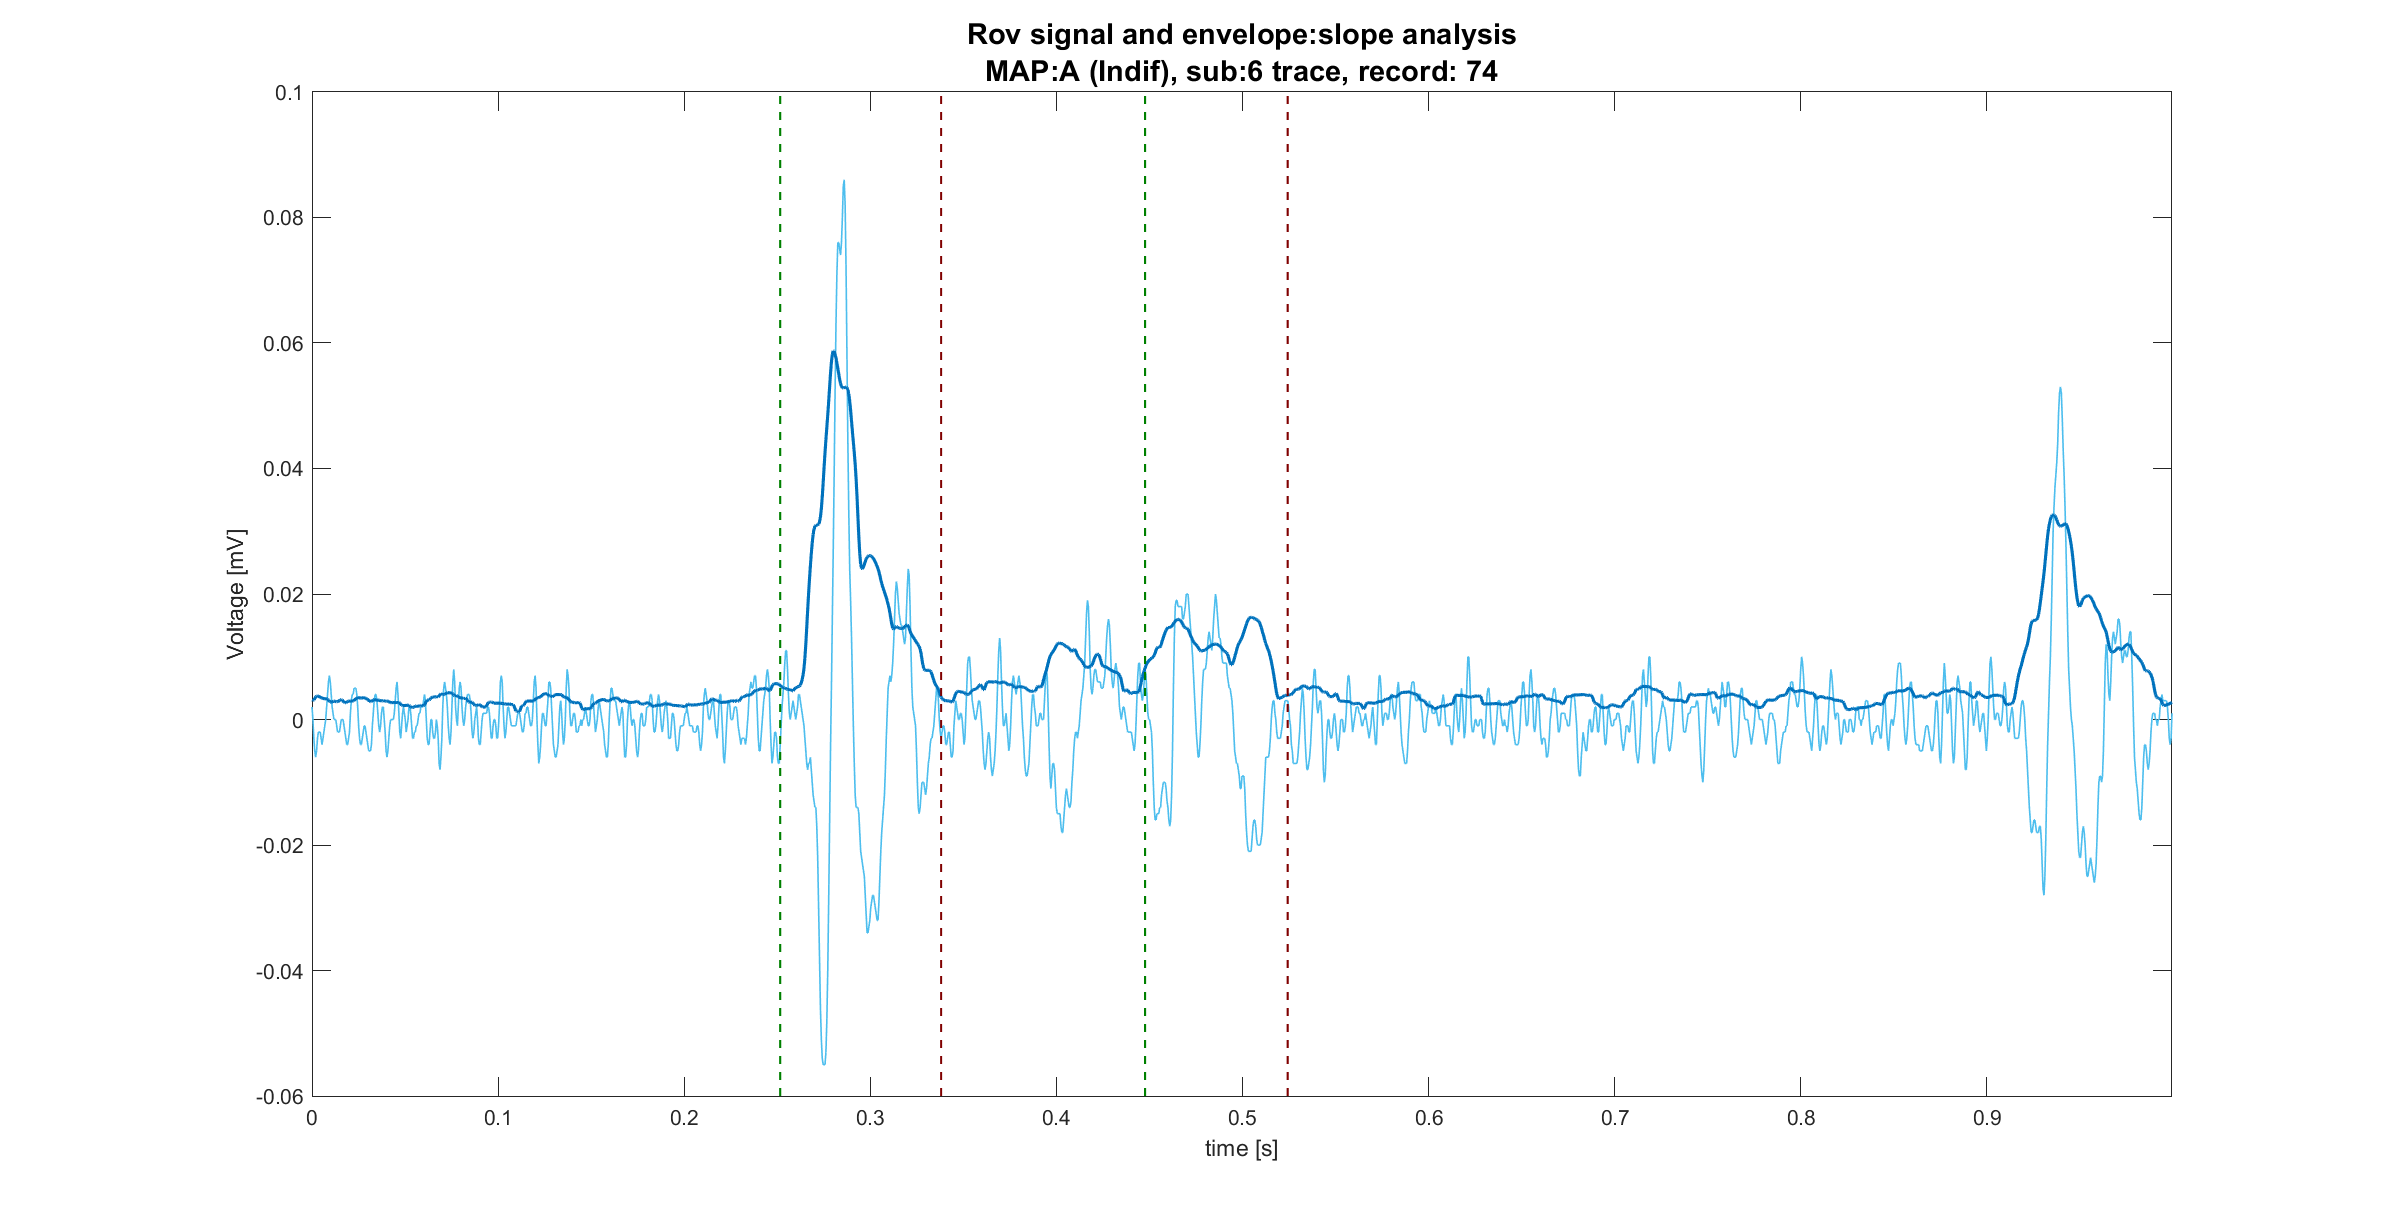 Rov signal and envelope:slope analysis
MAP:A (Indif), sub:6 trace, record: 74
0.1
0.08
0.06
0.04
0.02
0
-0.02
-0.04
-0.06
Voltage [mV]
0 0.1 0.2 0.3 0.4 0.5 0.6 0.7 0.8 0.9
time [s]